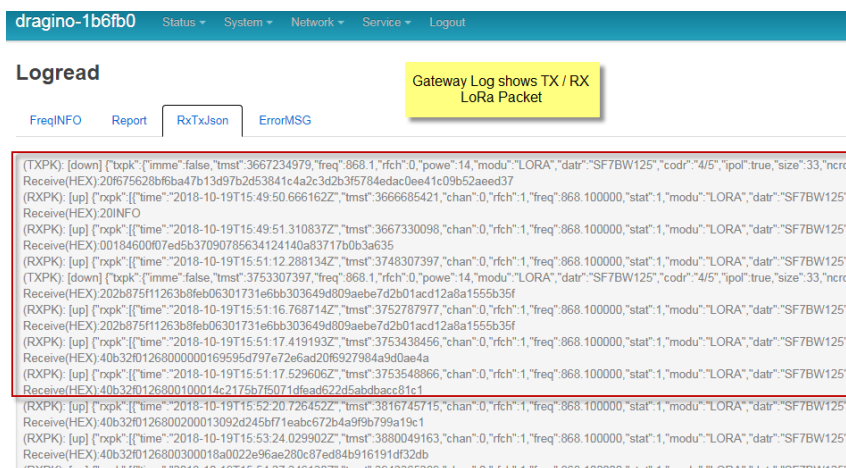 dragino-1b6fb0 Status System Network Service Logout
Logread
Gateway Log shows TX / RX
LoRa Packet
FreqINFO Report RxTxJson ErrorMSG
(TXPK): [down] {"txpk":{"imme":false,"tmst":3667234979,"freq":868.1,"rfch":0,"powe":14,"modu":"LORA","datr":"SF7BW125","codr":"4/5","ipol":true,"size":33,"ncrc
Receive(HEX):20f675628bf6ba47b13d97b2d53841c4a2c3d2b3f5784edac0ee41c09b52aeed37
(RXPK): [up] {"rxpk":[{"time":"2018-10-19T15:49:50.666162Z","tmst":3666685421,"chan":0,"rfch":1,"freq":868.100000,"stat":1,"modu":"LORA","datr":"SF7BW125"
Receive(HEX):20INFO
(RXPK): [up] {"rxpk":[{"time":"2018-10-19T15:49:51.310837Z","tmst":3667330098,"chan":0,"rfch":1,"freq":868.100000,"stat":1,"modu":"LORA","datr":"SF7BW125"
Receive(HEX):00184600f07ed5b37090785634124140a83717b0b3a635
(RXPK): [up] {"rxpk":[{"time":"2018-10-19T15:51:12.288134Z","tmst":3748307397,"chan":0,"rfch":1,"freq":868.100000,"stat":1,"modu":"LORA","datr":"SF7BW125"
(TXPK): [down] {"txpk":{"imme":false,"tmst":3753307397,"freq":868.1,"rfch":0,"powe":14,"modu":"LORA","datr":"SF7BW125","codr":"4/5","ipol":true,"size":33,"ncrc
Receive(HEX):202b875f11263b8feb06301731e6bb303649d809aebe7d2b01acd12a8a1555b35f
(RXPK): [up] {"rxpk":[{"time":"2018-10-19T15:51:16.768714Z","tmst":3752787977,"chan":0,"rfch":1,"freq":868.100000,"stat":1,"modu":"LORA","datr":"SF7BW125"
Receive(HEX):202b875f11263b8feb06301731e6bb303649d809aebe7d2b01acd12a8a1555b35f
(RXPK): [up] {"rxpk":[{"time":"2018-10-19T15:51:17.419193Z","tmst":3753438456,"chan":0,"rfch":1,"freq":868.100000,"stat":1,"modu":"LORA","datr":"SF7BW125"
Receive(HEX):40b32f01268000000169595d797e72e6ad20f6927984a9d0ae4a
(RXPK): [up] {"rxpk":[{"time":"2018-10-19T15:51:17.529606Z","tmst":3753548866,"chan":0,"rfch":1,"freq":868.100000,"stat":1,"modu":"LORA","datr":"SF7BW125"
Receive(HEX):40b32f0126800100014c2175b7f5071dfead622d5abdbacc81c1
(RXPK): [up] {"rxpk":[{"time":"2018-10-19T15:52:20.726452Z","tmst":3816745715,"chan":0,"rfch":1,"freq":868.100000,"stat":1,"modu":"LORA","datr":"SF7BW125"
Receive(HEX):40b32f0126800200013092d245bf71eabc672b4a9f9b799a19c1
(RXPK): [up] {"rxpk":[{"time":"2018-10-19T15:53:24.029902Z","tmst":3880049163,"chan":0,"rfch":1,"freq":868.100000,"stat":1,"modu":"LORA","datr":"SF7BW125"
Receive(HEX):40b32f0126800300018a0022e96ae280c87ed84b916191df32db